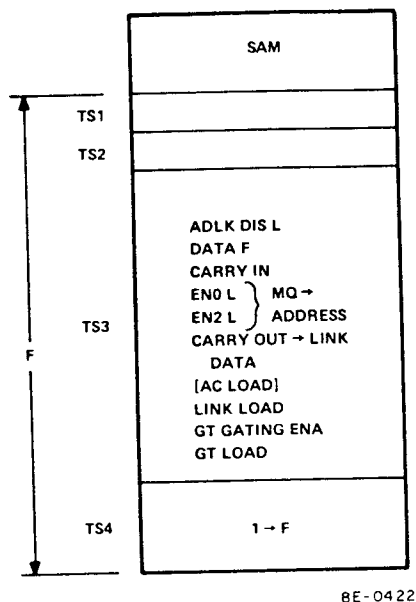 SAM
TS1
TS2
ADLK DIS L
DATA F
CARRY IN
EN0 L } MQ →
EN2 L } ADDRESS
TS3
CARRY OUT → LINK
DATA
[AC LOAD]
LINK LOAD
GT GATING ENA
GT LOAD
F
TS4
1 → F
8E-0422